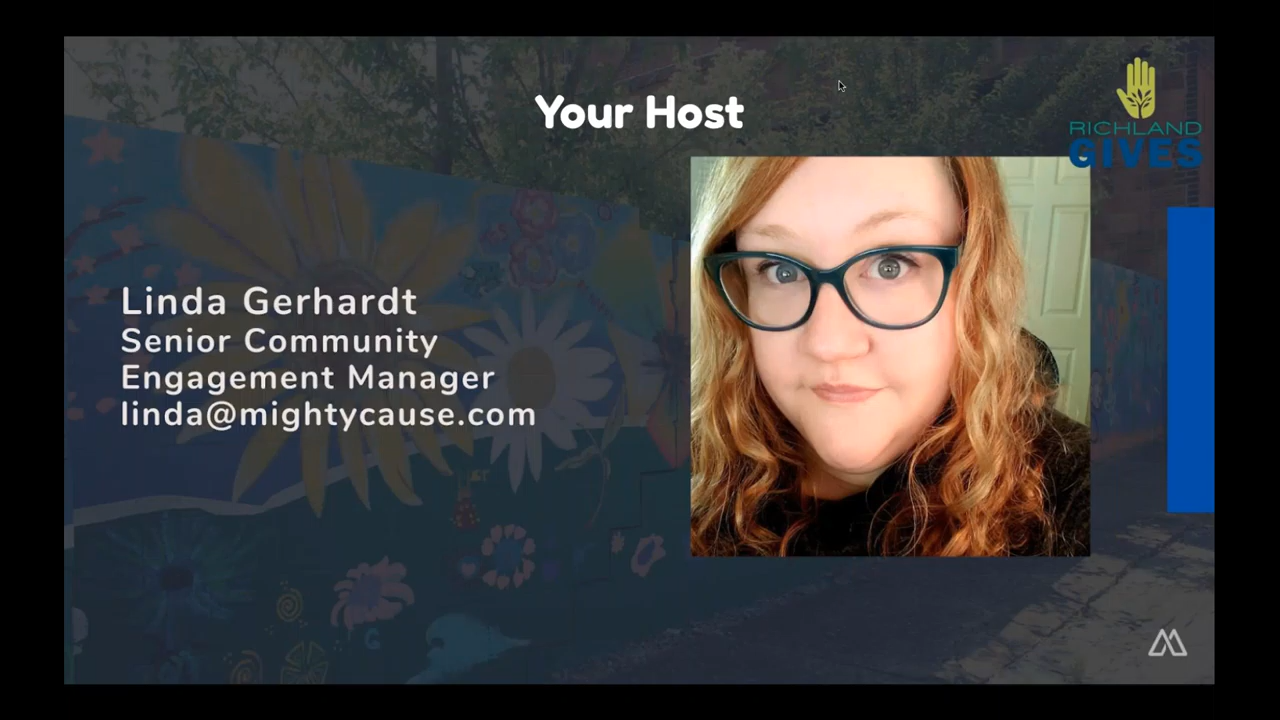 Your Host
RICHLAND
GIVES
Linda Gerhardt
Senior Community
Engagement Manager
linda@mightycause.com